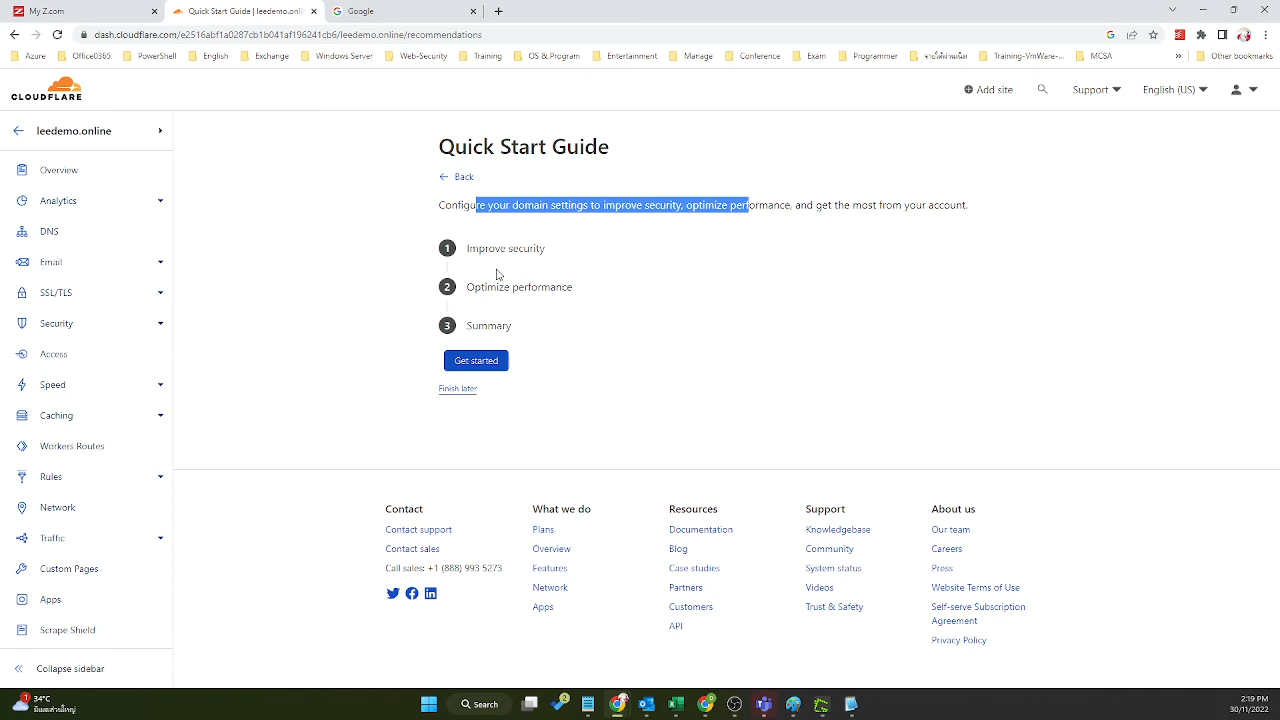 My Z.com
Quick Start Guide | leedemo.onlin
Google
dash.cloudflare.com/e2516abf1a0287cb1b041af196241cb6/leedemo.online/recommendations
Azure
Office365
PowerShell
English
Exchange
Windows Server
Web-Security
Training
OS & Program
Entertainment
Manage
Conference
Exam
Programmer
Training-VmWare-...
MCSA
»
Other bookmarks
CLOUDFLARE
Add site
Support
English (US)
leedemo.online
Overview
Analytics
DNS
Email
SSL/TLS
Security
Access
Speed
Caching
Workers Routes
Rules
Network
Traffic
Custom Pages
Apps
Scrape Shield
Collapse sidebar
Quick Start Guide
Back
Configure your domain settings to improve security, optimize performance, and get the most from your account.
1 Improve security
2 Optimize performance
3 Summary
Get started
Finish later
Contact
Contact support
Contact sales
Call sales: +1 (888) 993 5273
What we do
Plans
Overview
Features
Network
Apps
Resources
Documentation
Blog
Case studies
Partners
Customers
API
Support
Knowledgebase
Community
System status
Videos
Trust & Safety
About us
Our team
Careers
Press
Website Terms of Use
Self-serve Subscription
Agreement
Privacy Policy
1
34°C
Search
2
2:19 PM
30/11/2022